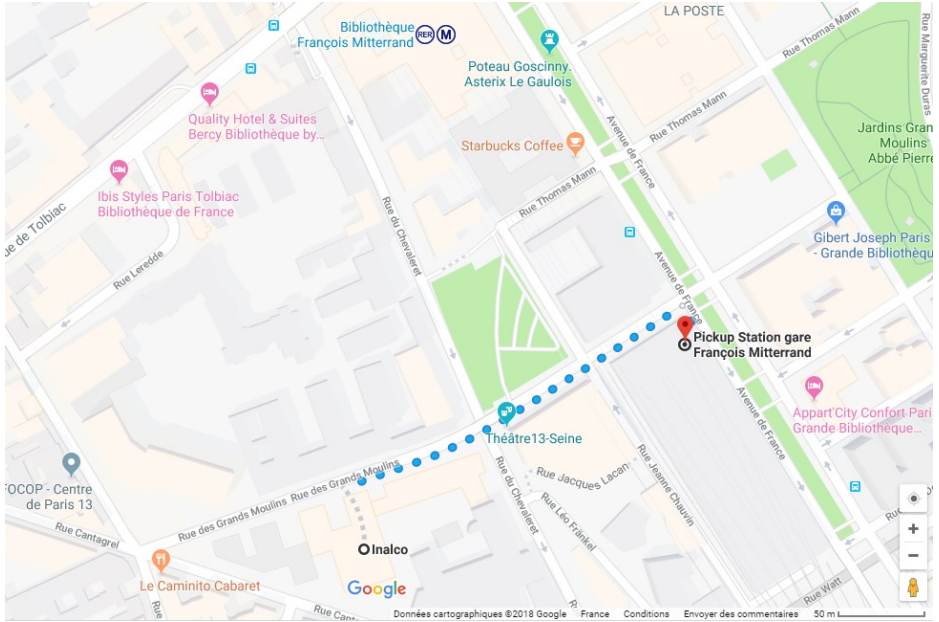 LA POSTE
Bibliothèque
François Mitterrand
RER
M
Rue Thomas Mann
Rue Marguerite Duras
Poteau Goscinny.
Asterix Le Gaulois
Quality Hotel & Suites
Bercy Bibliothèque by...
Avenue de France
Rue Thomas Mann
Jardins Gran
Moulins
Abbé Pierre
Starbucks Coffee
Ibis Styles Paris Tolbiac
Bibliothèque de France
Rue Thomas Mann
Rue du Chevaleret
ue de Tolbiac
Rue Leredde
Gibert Joseph Paris
- Grande Bibliothèqu
Avenue de France
Pickup Station gare
François Mitterrand
Appart'City Confort Pari
Grande Bibliothèque...
Avenue de France
Théâtre13-Seine
Rue des Grands Moulins
Rue des Grands Moulins
Rue Jacques Lacan
Rue Jeanne Chauvin
Rue du Chevaleret
Rue Léo Fränkel
FOCOP - Centre
de Paris 13
Rue Cantagrel
Inalco
Le Caminito Cabaret
Google
Rue Watt
Rue Canta
Données cartographiques ©2018 Google France Conditions Envoyer des commentaires 50 m